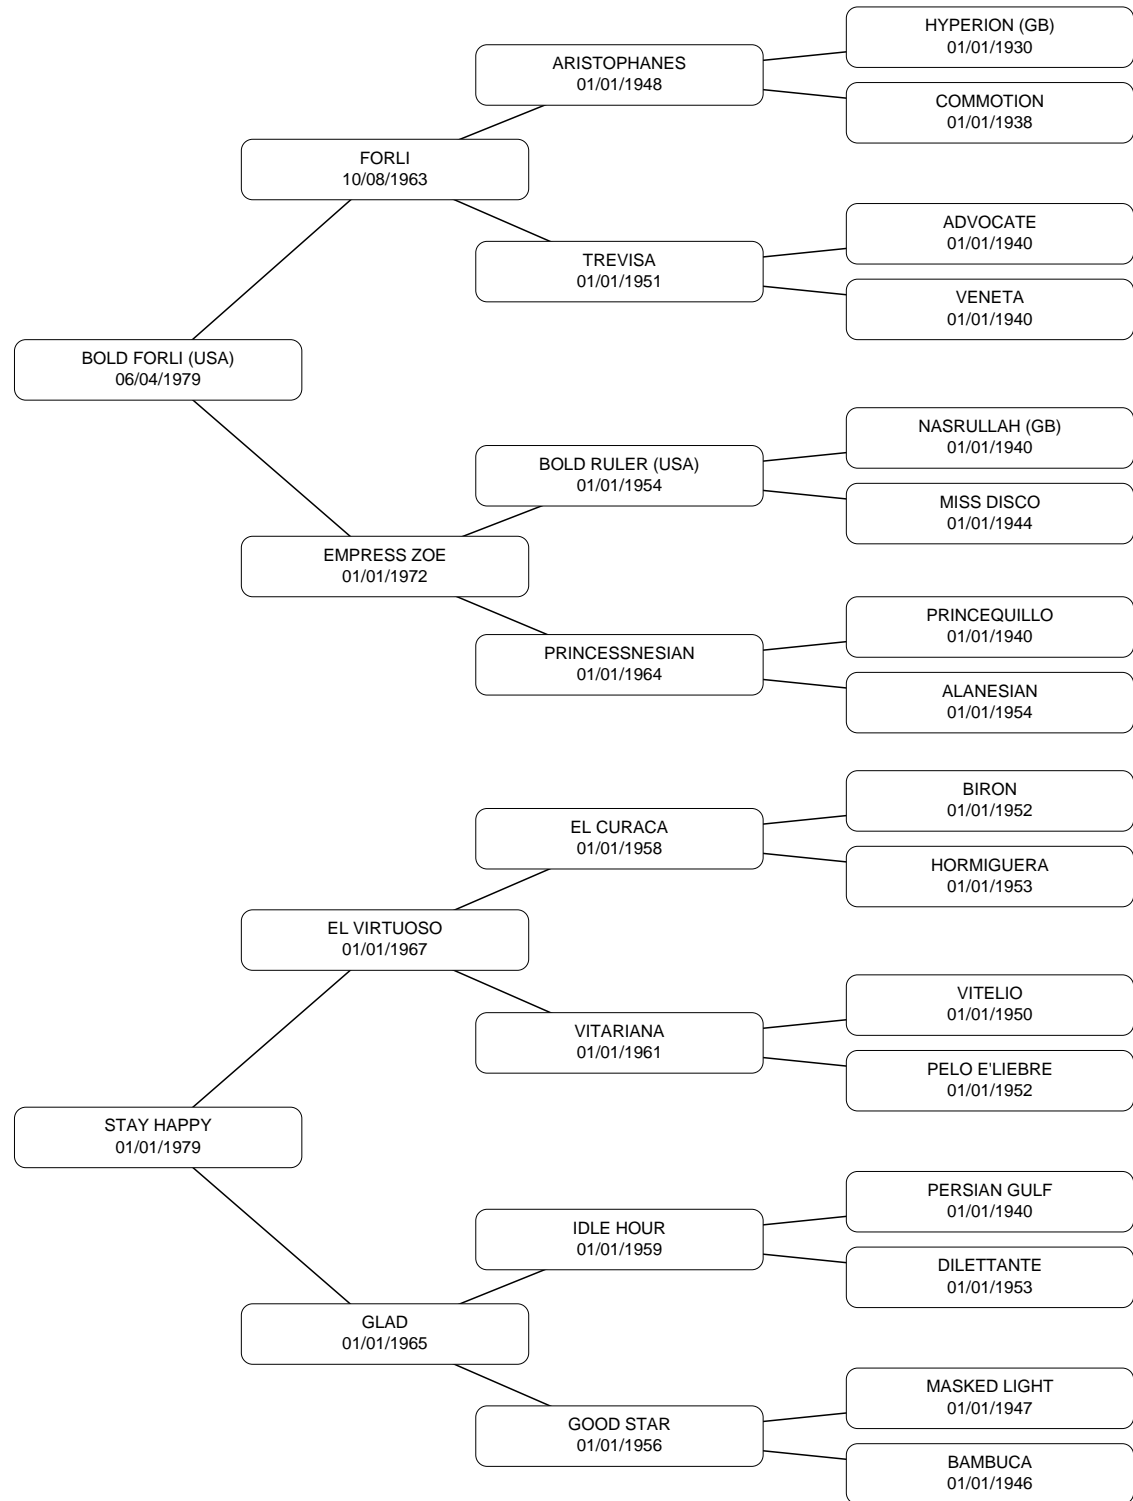 HYPERION (GB)
01/01/1930
ARISTOPHANES
01/01/1948
COMMOTION
01/01/1938
FORLI
10/08/1963
ADVOCATE
01/01/1940
TREVISA
01/01/1951
VENETA
01/01/1940
BOLD FORLI (USA)
06/04/1979
NASRULLAH (GB)
01/01/1940
BOLD RULER (USA)
01/01/1954
MISS DISCO
01/01/1944
EMPRESS ZOE
01/01/1972
PRINCEQUILLO
01/01/1940
PRINCESSNESIAN
01/01/1964
ALANESIAN
01/01/1954
BIRON
01/01/1952
EL CURACA
01/01/1958
HORMIGUERA
01/01/1953
EL VIRTUOSO
01/01/1967
VITELIO
01/01/1950
VITARIANA
01/01/1961
PELO E'LIEBRE
01/01/1952
STAY HAPPY
01/01/1979
PERSIAN GULF
01/01/1940
IDLE HOUR
01/01/1959
DILETTANTE
01/01/1953
GLAD
01/01/1965
MASKED LIGHT
01/01/1947
GOOD STAR
01/01/1956
BAMBUCA
01/01/1946